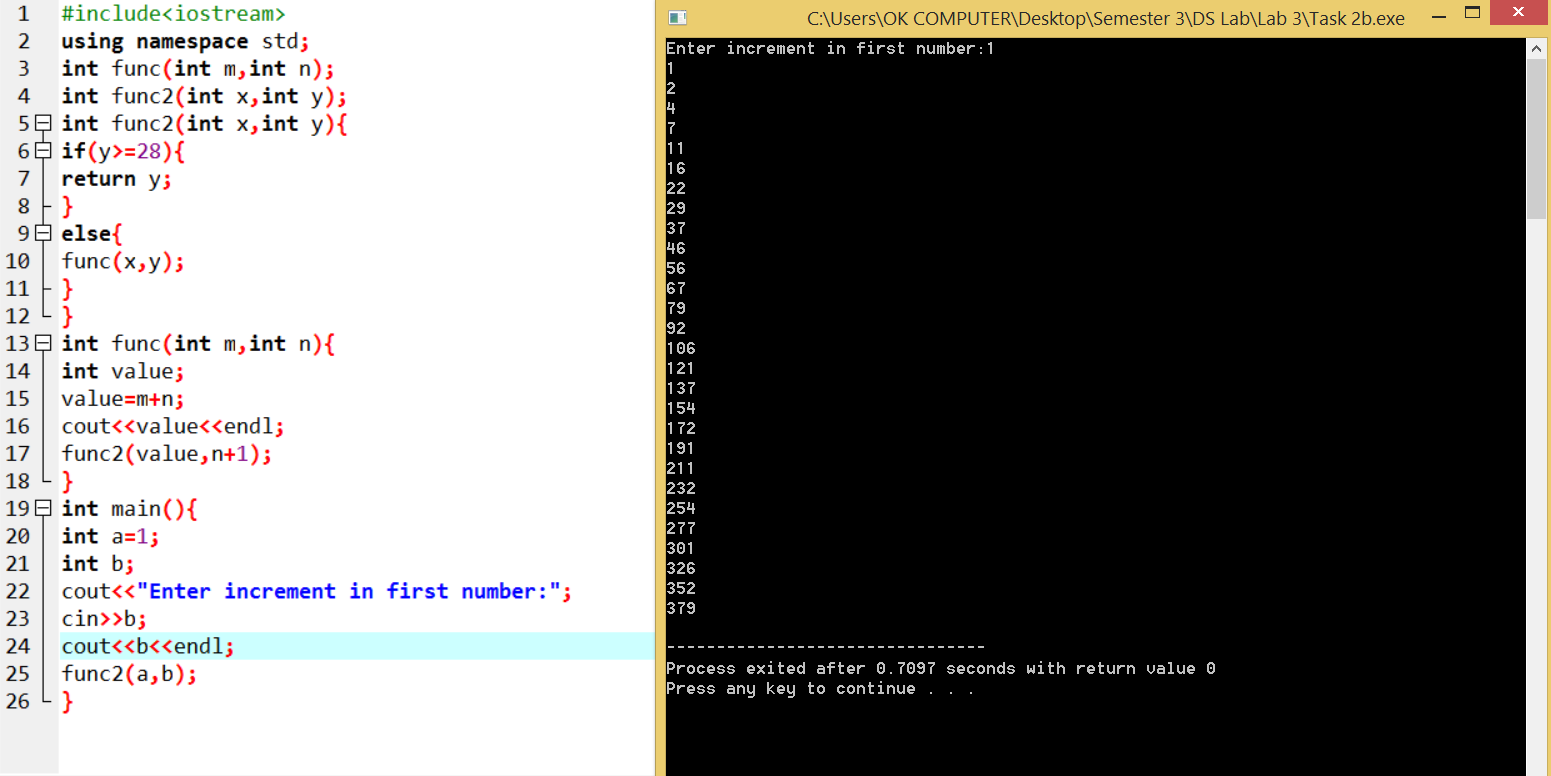 1 #include<iostream>
2 using namespace std;
3 int func(int m,int n);
4 int func2(int x,int y);
5 int func2(int x,int y){
6 if(y>=28){
7 return y;
8 }
9 else{
10 func(x,y);
11 }
12 }
13 int func(int m,int n){
14 int value;
15 value=m+n;
16 cout<<value<<endl;
17 func2(value,n+1);
18 }
19 int main(){
20 int a=1;
21 int b;
22 cout<<"Enter increment in first number:";
23 cin>>b;
24 cout<<b<<endl;
25 func2(a,b);
26 }
C:\Users\OK COMPUTER\Desktop\Semester 3\DS Lab\Lab 3\Task 2b.exe
Enter increment in first number:1
1
2
4
7
11
16
22
29
37
46
56
67
79
92
106
121
137
154
172
191
211
232
254
277
301
326
352
379
--------------------------------
Process exited after 0.7097 seconds with return value 0
Press any key to continue . . .